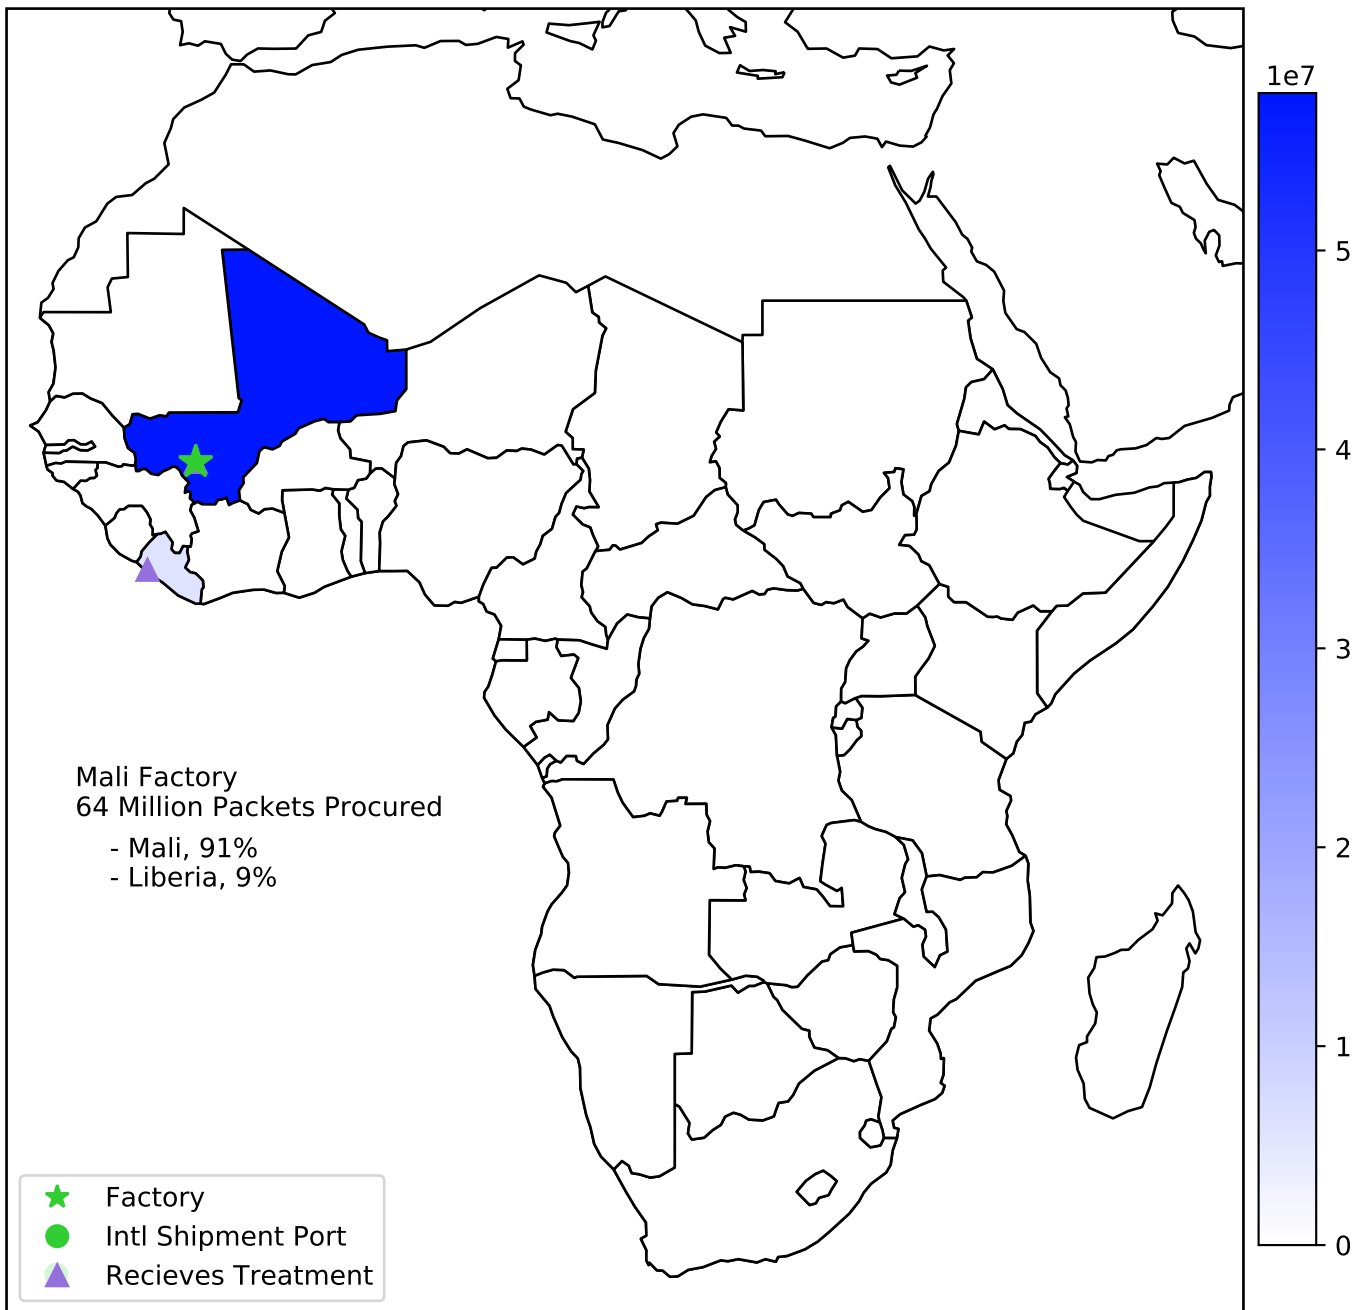 1e7
5
4
3
2
1
0
Mali Factory
64 Million Packets Procured
- Mali, 91%
- Liberia, 9%
Factory
Intl Shipment Port
Recieves Treatment